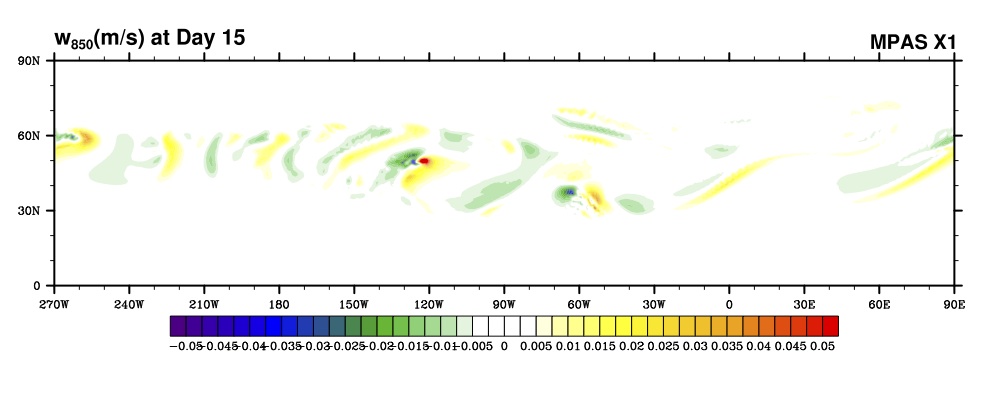 w850(m/s) at Day 15 MPAS X1
90N
60N
30N
0
270W 240W 210W 180 150W 120W 90W 60W 30W 0 30E 60E 90E
−0.05−0.045−0.04−0.035−0.03−0.025−0.02−0.015−0.01−0.005 0 0.005 0.01 0.015 0.02 0.025 0.03 0.035 0.04 0.045 0.05